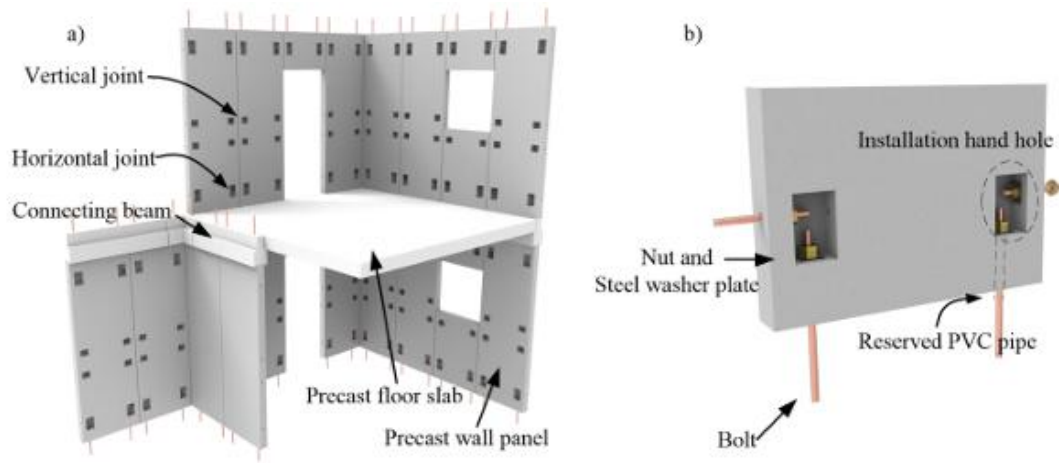 a)
Vertical joint
Horizontal joint
Connecting beam
Precast floor slab
Precast wall panel
b)
Installation hand hole
Nut and
Steel washer plate
Reserved PVC pipe
Bolt